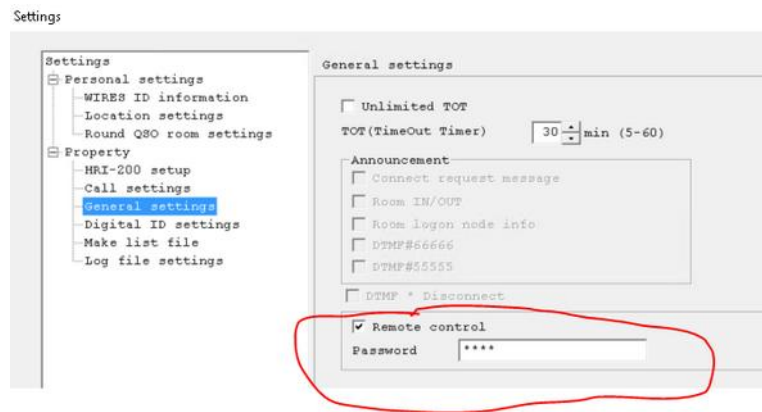 Settings
Settings
Personal settings
WIRES ID information
Location settings
Round QSO room settings
Property
HRI-200 setup
Call settings
General settings
Digital ID settings
Make list file
Log file settings
General settings
Unlimited TOT
TOT(TimeOut Timer) 30 min (5-60)
Announcement
Connect request message
Room IN/OUT
Room logon node info
DTMF#66666
DTMF#55555
DTMF * Disconnect
Remote control
Password ****